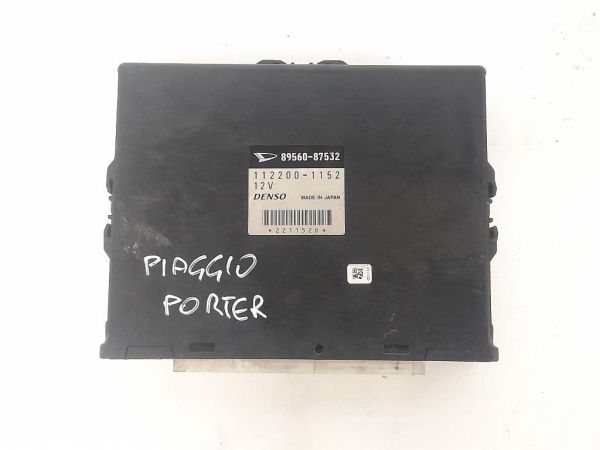 89560-87532
112200-1152
12V
DENSO MADE IN JAPAN
*2211520*
PIAGGIO
PORTER